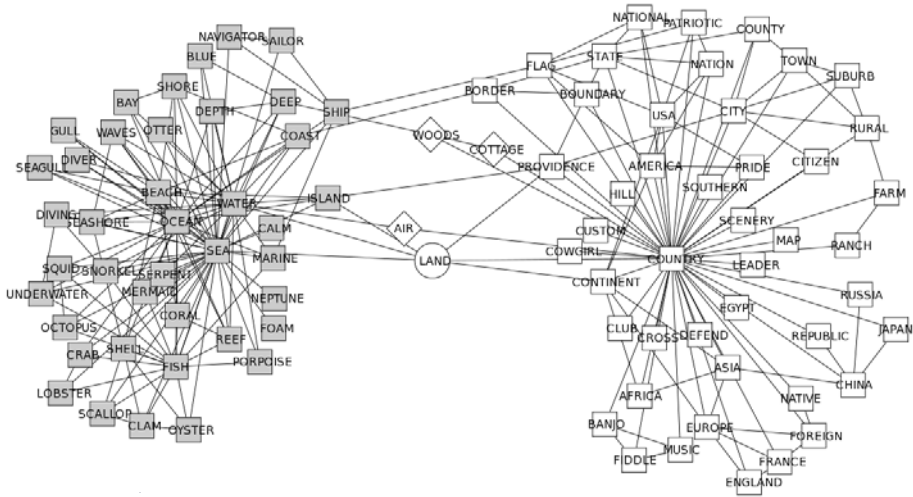 NATIONAL
PATRIOTIC
COUNTY
NAVIGATOR
SAILOR
BLUE
STATE
NATION
TOWN
FLAG
SUBURB
SHORE
BORDER
BOUNDARY
BAY
DEPTH
DEEP
SHIP
USA
CITY
RURAL
GULL
WAVES
OTTER
COAST
WOODS
COTTAGE
SEAGULL
DIVER
PROVIDENCE
AMERICA
PRIDE
CITIZEN
BEACH
WATER
ISLAND
HILL
SOUTHERN
FARM
DIVING
SEASHORE
OCEAN
CALM
AIR
CUSTOM
SCENERY
MAP
RANCH
SEA
MARINE
LAND
COWGIRL
COUNTRY
LEADER
SQUID
SNORKEL
SERPENT
CONTINENT
UNDERWATER
MERMAID
NEPTUNE
EGYPT
RUSSIA
OCTOPUS
CORAL
FOAM
CLUB
CROSS
DEFEND
REPUBLIC
JAPAN
CRAB
SHELL
REEF
FISH
PORPOISE
ASIA
CHINA
LOBSTER
AFRICA
NATIVE
SCALLOP
CLAM
OYSTER
BANJO
EUROPE
FOREIGN
FIDDLE
MUSIC
FRANCE
ENGLAND